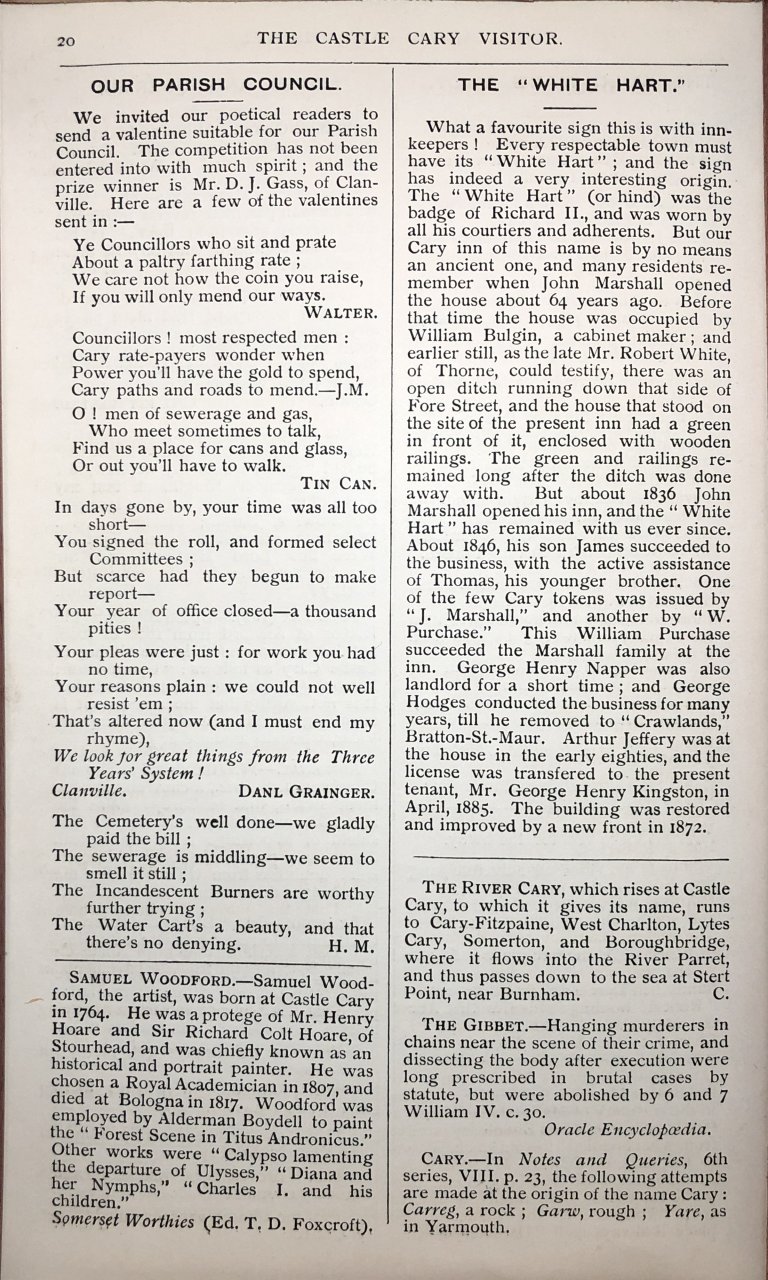 20
THE CASTLE CARY VISITOR.
OUR PARISH COUNCIL.
We invited our poetical readers to
send a valentine suitable for our Parish
Council. The competition has not been
entered into with much spirit; and the
prize winner is Mr. D. J. Gass, of Clan-
ville. Here are a few of the valentines
sent in :—
Ye Councillors who sit and prate
About a paltry farthing rate ;
We care not how the coin you raise,
If you will only mend our ways.
WALTER.
Councillors ! most respected men :
Cary rate-payers wonder when
Power you'll have the gold to spend,
Cary paths and roads to mend.—J.M.
O ! men of sewerage and gas,
Who meet sometimes to talk,
Find us a place for cans and glass,
Or out you'll have to walk.
TIN CAN.
In days gone by, your time was all too
short—
You signed the roll, and formed select
Committees ;
But scarce had they begun to make
report—
Your year of office closed—a thousand
pities !
Your pleas were just : for work you had
no time,
Your reasons plain : we could not well
resist 'em ;
That's altered now (and I must end my
rhyme),
We look for great things from the Three
Years' System !
Clanville. DANL GRAINGER.
The Cemetery's well done—we gladly
paid the bill ;
The sewerage is middling—we seem to
smell it still ;
The Incandescent Burners are worthy
further trying ;
The Water Cart's a beauty, and that
there's no denying. H. M.
SAMUEL WOODFORD.—Samuel Wood-
ford, the artist, was born at Castle Cary
in 1764. He was a protege of Mr. Henry
Hoare and Sir Richard Colt Hoare, of
Stourhead, and was chiefly known as an
historical and portrait painter. He was
chosen a Royal Academician in 1807, and
died at Bologna in 1817. Woodford was
employed by Alderman Boydell to paint
the "Forest Scene in Titus Andronicus."
Other works were "Calypso lamenting
the departure of Ulysses," "Diana and
her Nymphs," "Charles I. and his
children."
Somerset Worthies (Ed. T. D. Foxcroft).
THE "WHITE HART."
What a favourite sign this is with inn-
keepers ! Every respectable town must
have its "White Hart" ; and the sign
has indeed a very interesting origin.
The "White Hart" (or hind) was the
badge of Richard II., and was worn by
all his courtiers and adherents. But our
Cary inn of this name is by no means
an ancient one, and many residents re-
member when John Marshall opened
the house about 64 years ago. Before
that time the house was occupied by
William Bulgin, a cabinet maker ; and
earlier still, as the late Mr. Robert White,
of Thorne, could testify, there was an
open ditch running down that side of
Fore Street, and the house that stood on
the site of the present inn had a green
in front of it, enclosed with wooden
railings. The green and railings re-
mained long after the ditch was done
away with. But about 1836 John
Marshall opened his inn, and the "White
Hart" has remained with us ever since.
About 1846, his son James succeeded to
the business, with the active assistance
of Thomas, his younger brother. One
of the few Cary tokens was issued by
"J. Marshall," and another by "W.
Purchase." This William Purchase
succeeded the Marshall family at the
inn. George Henry Napper was also
landlord for a short time ; and George
Hodges conducted the business for many
years, till he removed to "Crawlands,"
Bratton-St.-Maur. Arthur Jeffery was at
the house in the early eighties, and the
license was transfered to the present
tenant, Mr. George Henry Kingston, in
April, 1885. The building was restored
and improved by a new front in 1872.
THE RIVER CARY, which rises at Castle
Cary, to which it gives its name, runs
to Cary-Fitzpaine, West Charlton, Lytes
Cary, Somerton, and Boroughbridge,
where it flows into the River Parret,
and thus passes down to the sea at Stert
Point, near Burnham. C.
THE GIBBET.—Hanging murderers in
chains near the scene of their crime, and
dissecting the body after execution were
long prescribed in brutal cases by
statute, but were abolished by 6 and 7
William IV. c. 30.
Oracle Encyclopædia.
CARY.—In Notes and Queries, 6th
series, VIII. p. 23, the following attempts
are made at the origin of the name Cary :
Carreg, a rock ; Garw, rough ; Yare, as
in Yarmouth.